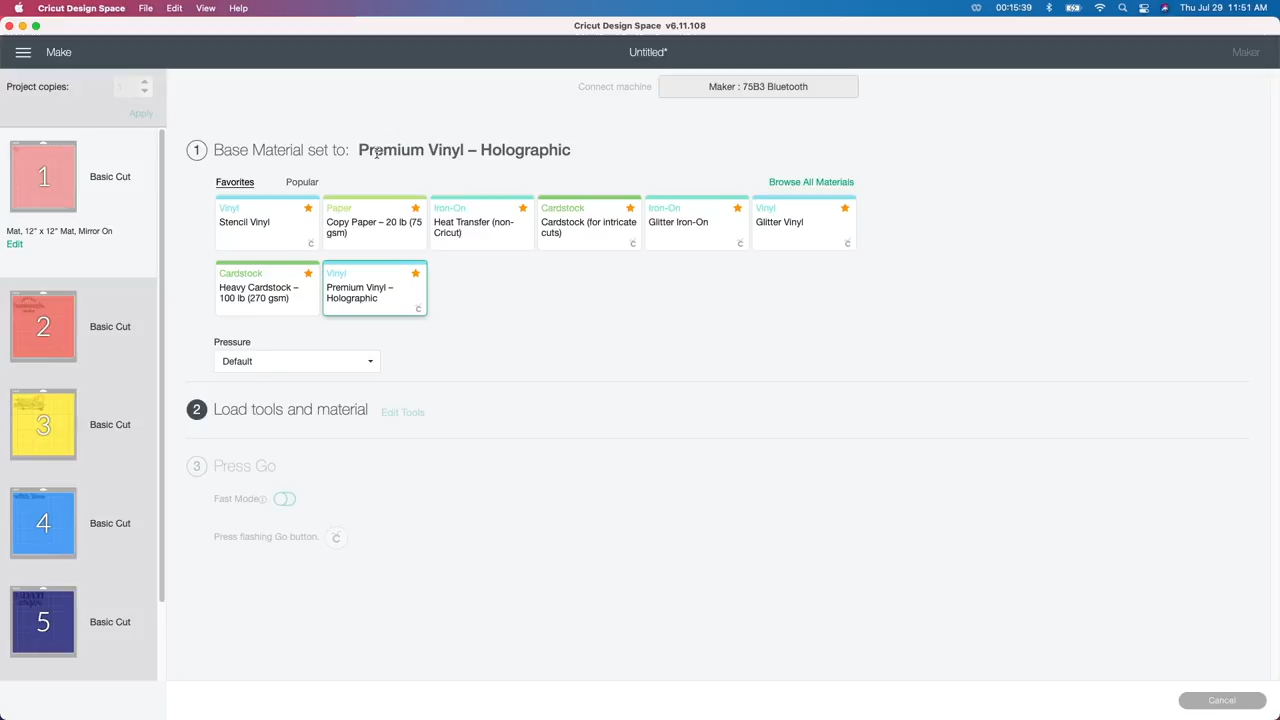 Cricut Design Space File Edit View Help 00:15:39 Thu Jul 29 11:51 AM
Cricut Design Space v6.11.108
Make Untitled* Maker
Project copies: 1
Apply
Connect machine Maker : 75B3 Bluetooth
1 Basic Cut
Mat, 12" x 12" Mat, Mirror On
Edit
2 Basic Cut
3 Basic Cut
4 Basic Cut
5 Basic Cut
1 Base Material set to: Premium Vinyl – Holographic
Favorites Popular Browse All Materials
Vinyl
Stencil Vinyl
Paper
Copy Paper – 20 lb (75
gsm)
Iron-On
Heat Transfer (non-
Cricut)
Cardstock
Cardstock (for intricate
cuts)
Iron-On
Glitter Iron-On
Vinyl
Glitter Vinyl
Cardstock
Heavy Cardstock –
100 lb (270 gsm)
Vinyl
Premium Vinyl –
Holographic
Pressure
Default
2 Load tools and material Edit Tools
3 Press Go
Fast Mode
Press flashing Go button.
Cancel